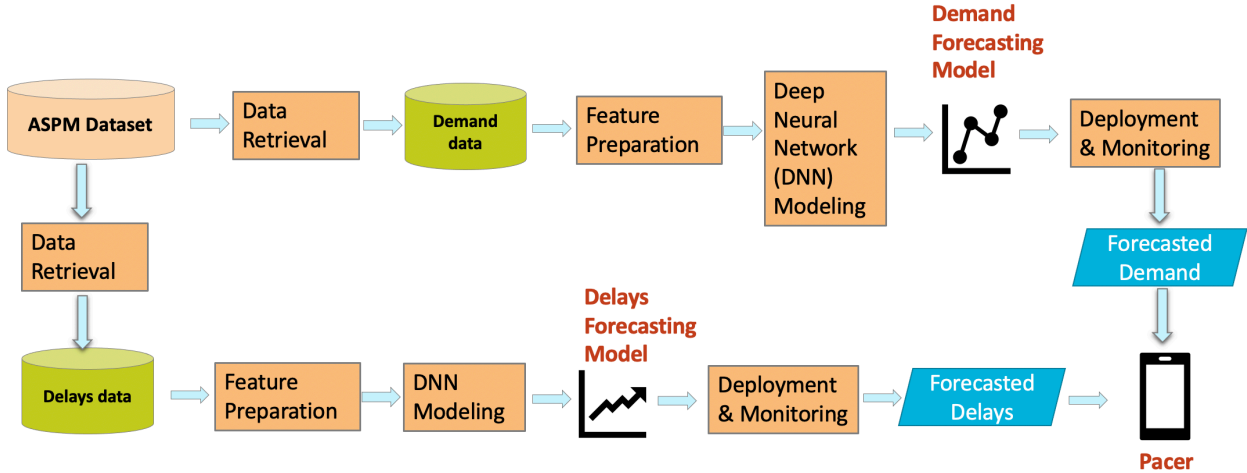 Demand
Forecasting
Model
ASPM Dataset
Data
Retrieval
Demand
data
Feature
Preparation
Deep
Neural
Network
(DNN)
Modeling
Deployment
& Monitoring
Data
Retrieval
Forecasted
Demand
Delays
Forecasting
Model
Delays data
Feature
Preparation
DNN
Modeling
Deployment
& Monitoring
Forecasted
Delays
Pacer